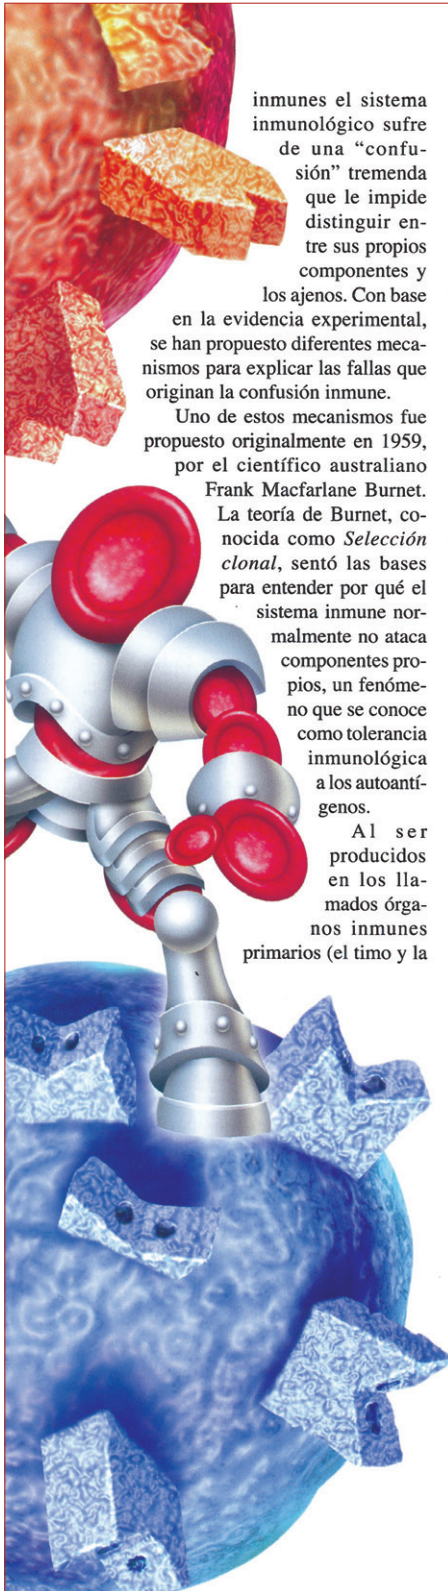 inmunes el sistema
inmunológico sufre
de una “confu-
sión” tremenda
que le impide
distinguir en-
tre sus propios
componentes y
los ajenos. Con base
en la evidencia experimental,
se han propuesto diferentes meca-
nismos para explicar las fallas que
originan la confusión inmune.
Uno de estos mecanismos fue
propuesto originalmente en 1959,
por el científico australiano
Frank Macfarlane Burnet.
La teoría de Burnet, co-
nocida como Selección
clonal, sentó las bases
para entender por qué el
sistema inmune nor-
malmente no ataca
componentes pro-
pios, un fenóme-
no que se conoce
como tolerancia
inmunológica
a los autoantí-
genos.
Al ser
producidos
en los lla-
mados órga-
nos inmunes
primarios (el timo y la